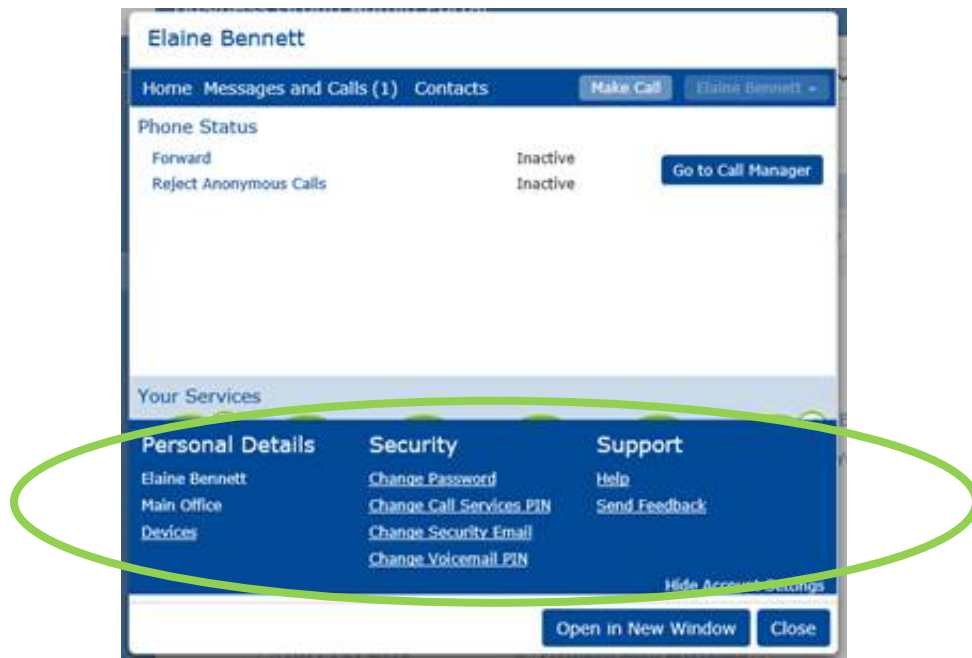 Elaine Bennett
Home Messages and Calls (1) Contacts Make Call Elaine Bennett
Phone Status
Forward Inactive
Reject Anonymous Calls Inactive
Go to Call Manager
Your Services
Personal Details Security Support
Elaine Bennett Change Password Help
Main Office Change Call Services PIN Send Feedback
Devices Change Security Email
Change Voicemail PIN
Hide Account Settings
Open in New Window Close